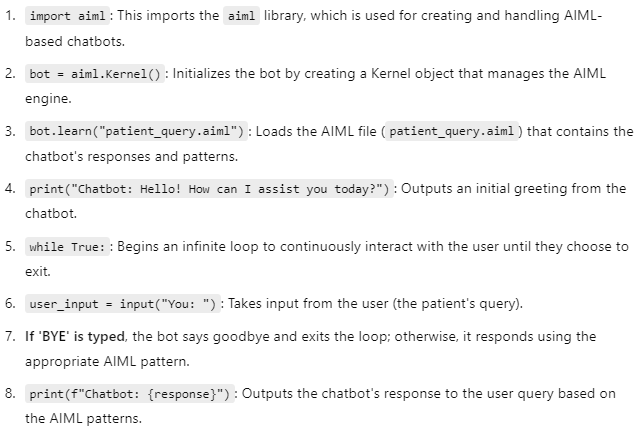 1. import aiml: This imports the aiml library, which is used for creating and handling AIML-
based chatbots.
2. bot = aiml.Kernel(): Initializes the bot by creating a Kernel object that manages the AIML
engine.
3. bot.learn("patient_query.aiml"): Loads the AIML file (patient_query.aiml) that contains the
chatbot's responses and patterns.
4. print("Chatbot: Hello! How can I assist you today?"): Outputs an initial greeting from the
chatbot.
5. while True:: Begins an infinite loop to continuously interact with the user until they choose to
exit.
6. user_input = input("You: "): Takes input from the user (the patient's query).
7. If 'BYE' is typed, the bot says goodbye and exits the loop; otherwise, it responds using the
appropriate AIML pattern.
8. print(f"Chatbot: {response}"): Outputs the chatbot's response to the user query based on
the AIML patterns.